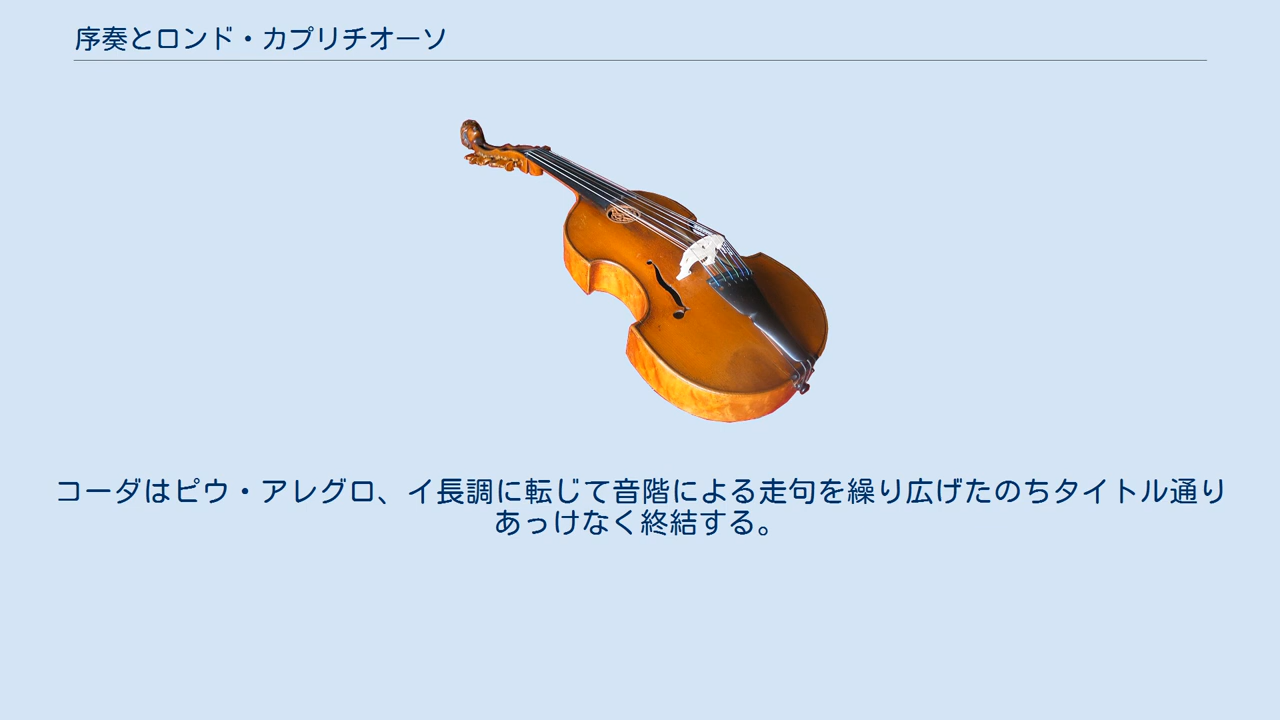 序奏とロンド・カプリチオーソ
コーダはピウ・アレグロ、イ長調に転じて音階による走句を繰り広げたのちタイトル通り
あっけなく終結する。